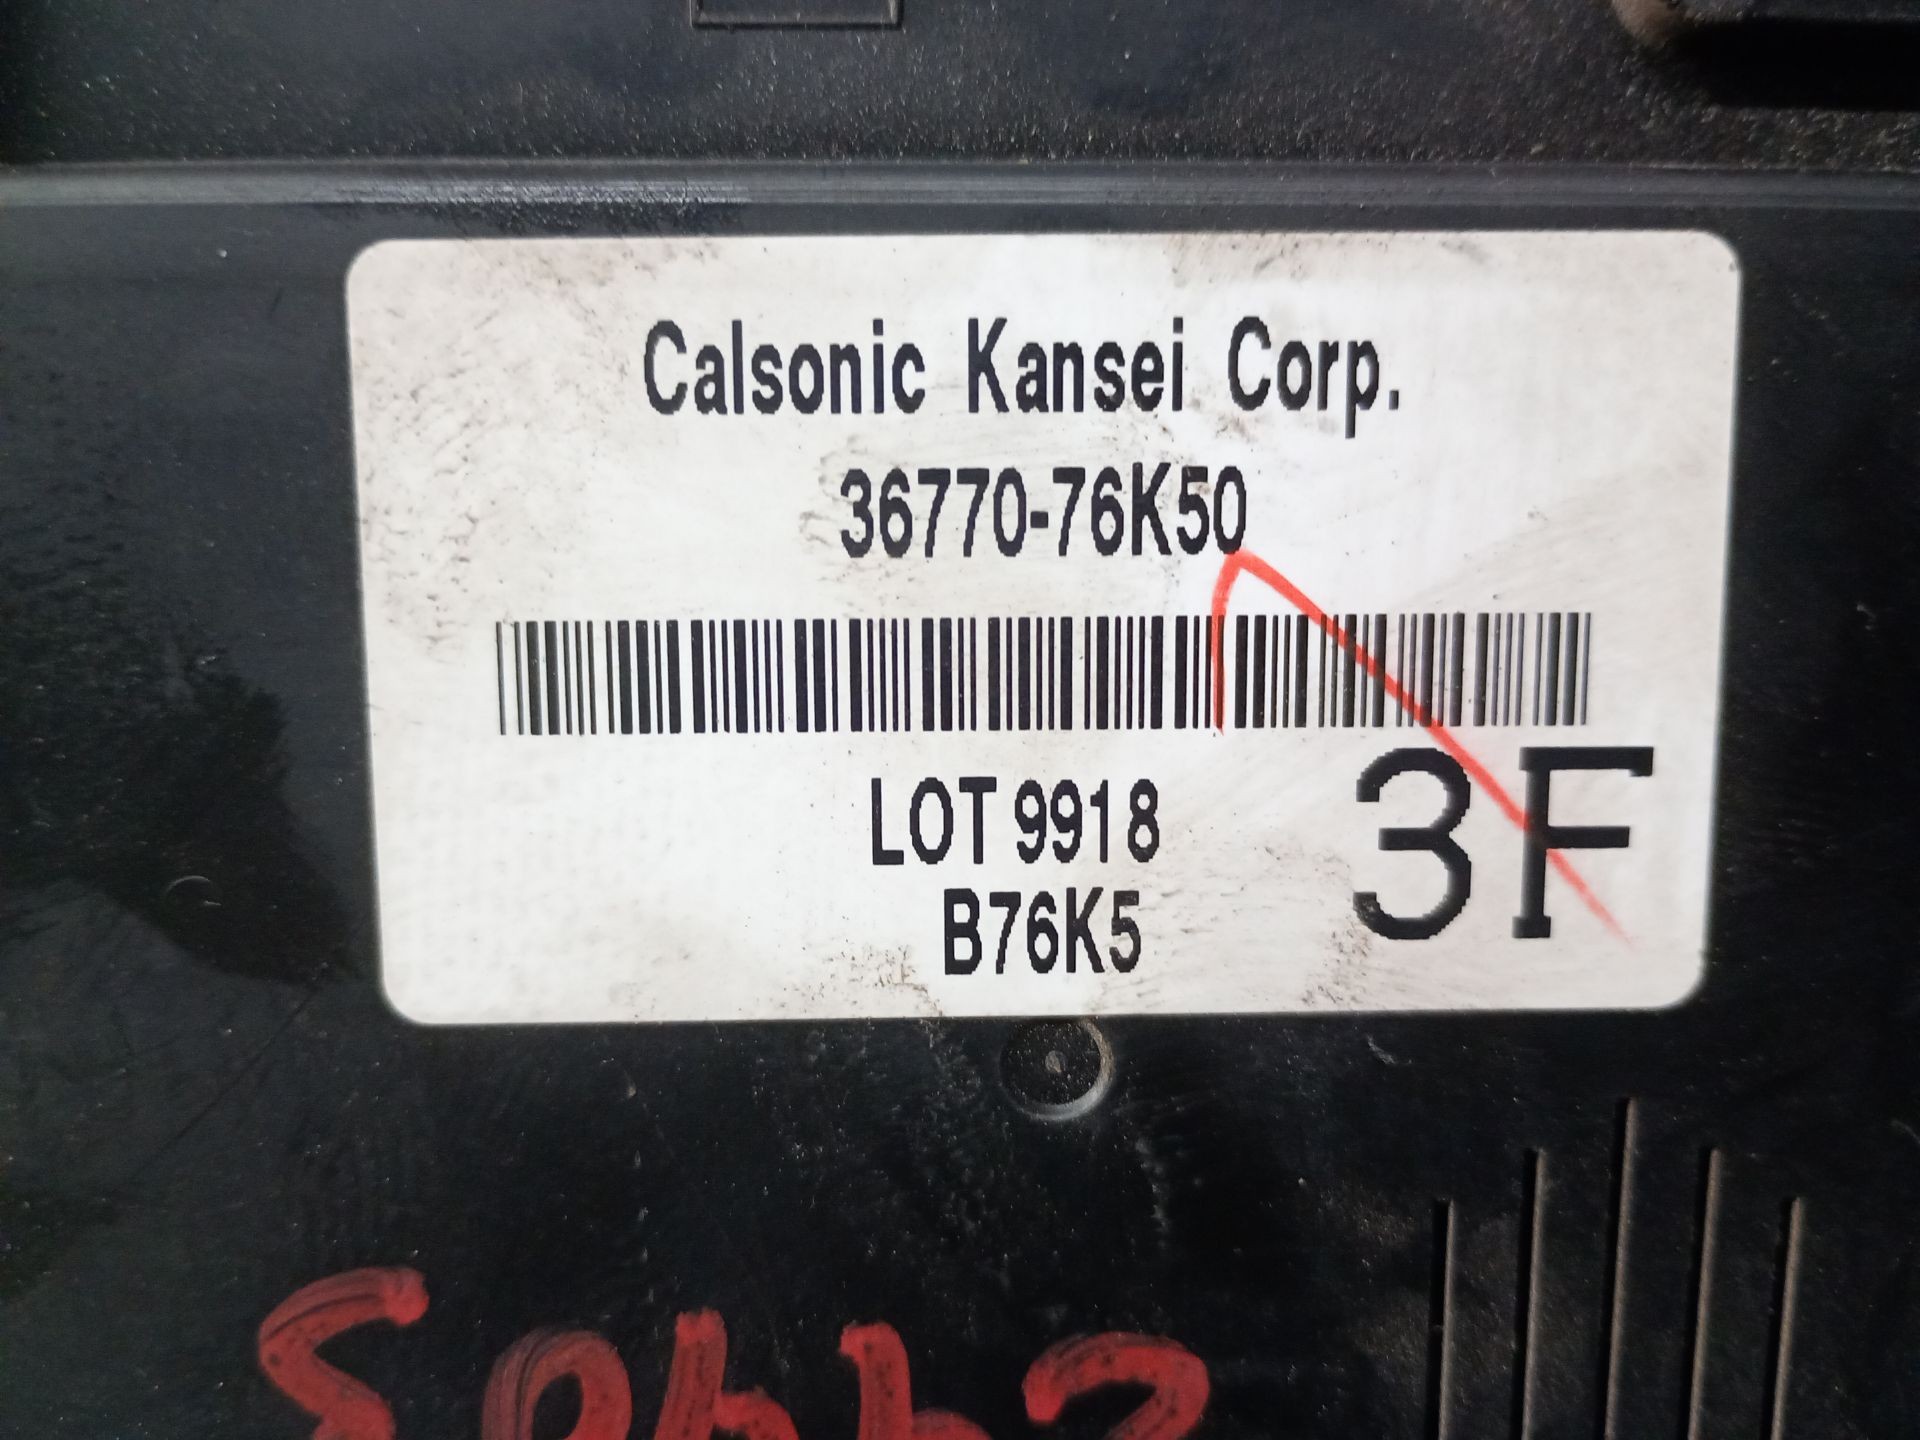 Calsonic Kansei Corp.
36770-76K50
LOT 9918
3F
B76K5